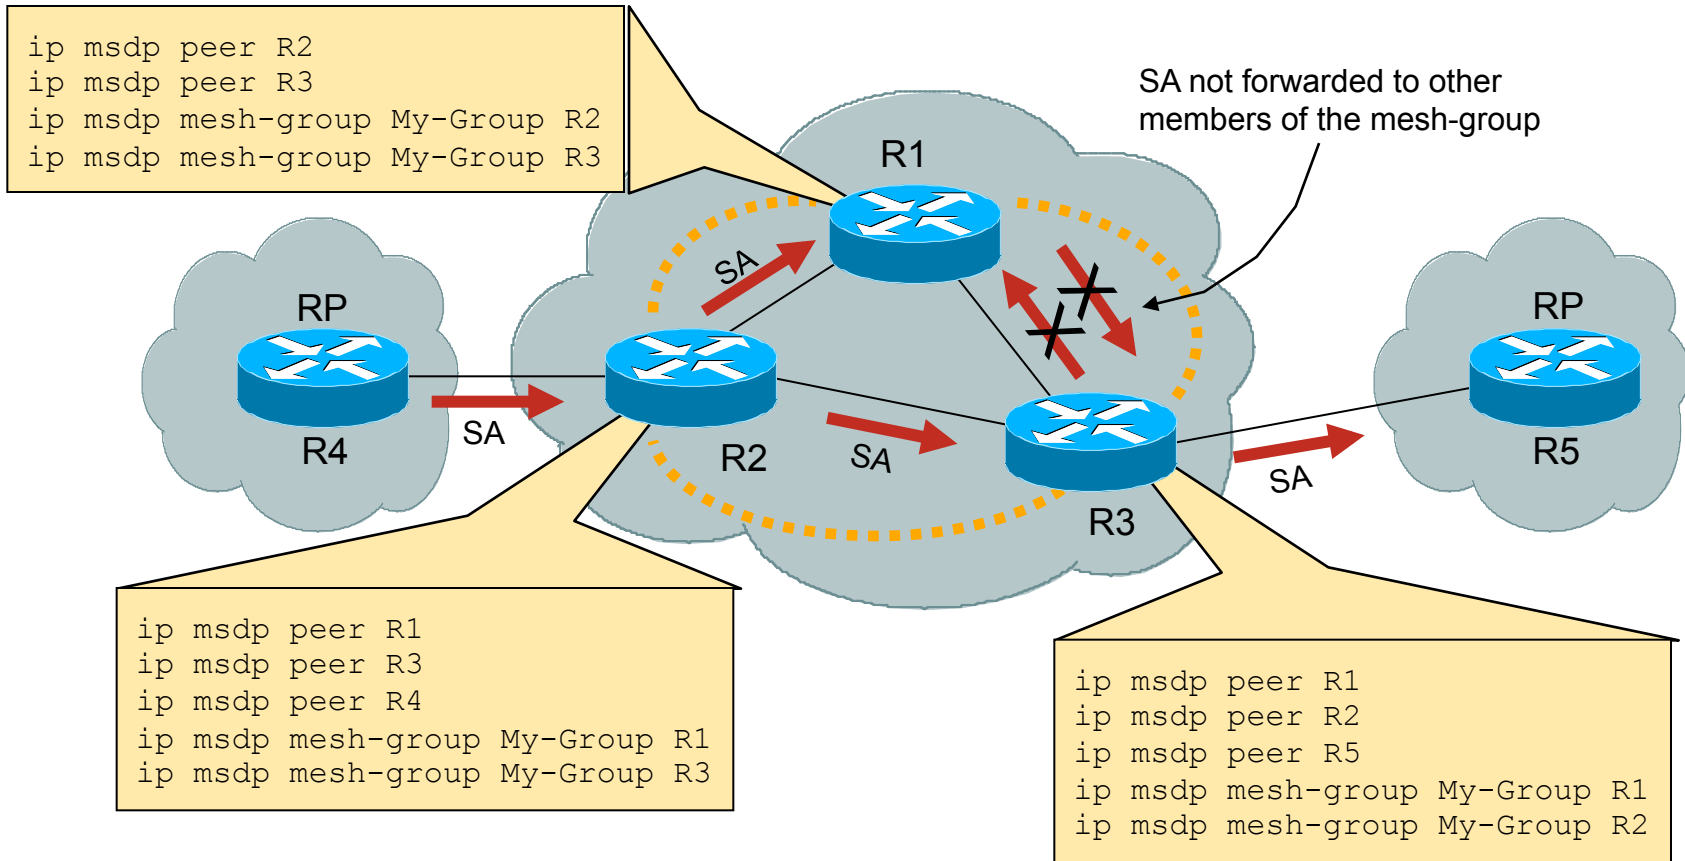 ip msdp peer R2
ip msdp peer R3
ip msdp mesh-group My-Group R2
ip msdp mesh-group My-Group R3
SA not forwarded to other
members of the mesh-group
R1
SA
RP
R4
SA
R2
SA
R3
SA
RP
R5
ip msdp peer R1
ip msdp peer R3
ip msdp peer R4
ip msdp mesh-group My-Group R1
ip msdp mesh-group My-Group R3
ip msdp peer R1
ip msdp peer R2
ip msdp peer R5
ip msdp mesh-group My-Group R1
ip msdp mesh-group My-Group R2